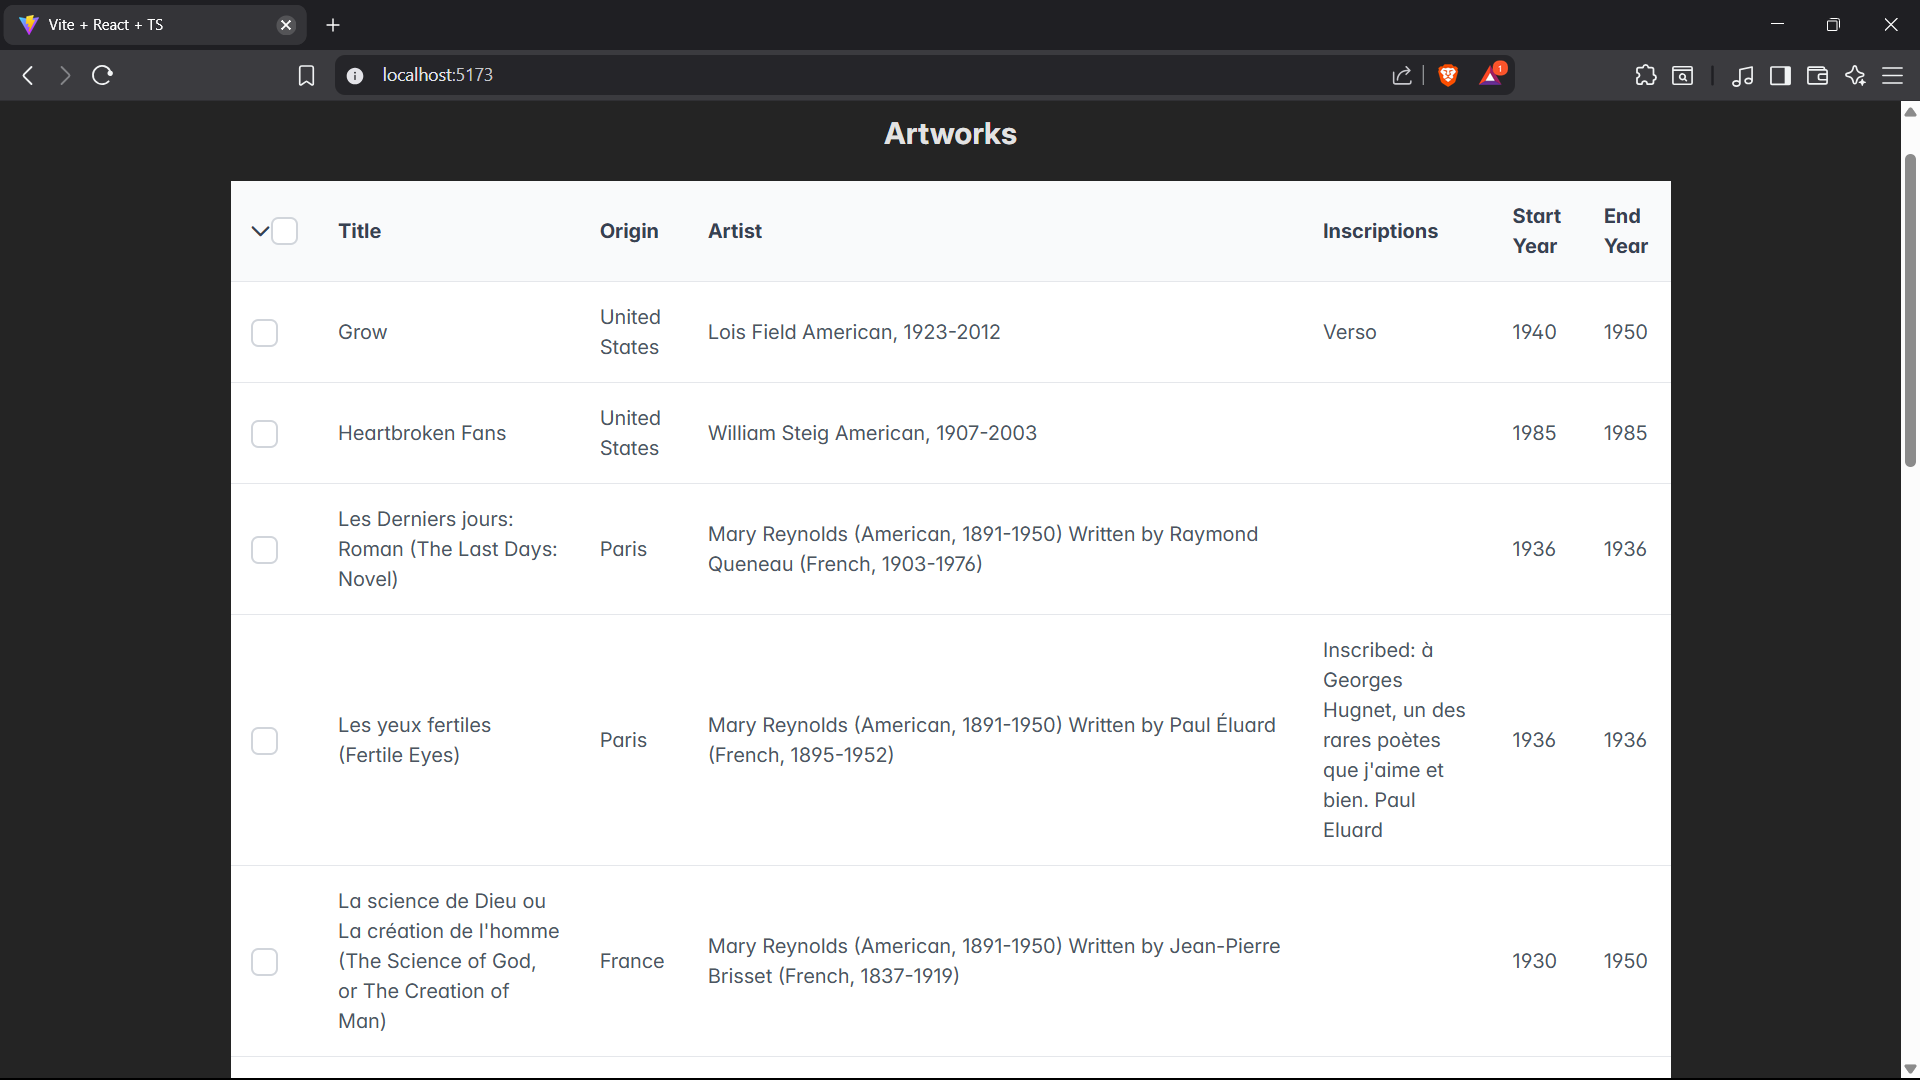 Vite + React + TS
localhost:5173
1
Artworks
Title
Origin
Artist
Inscriptions
Start
Year
End
Year
Grow
United
States
Lois Field American, 1923-2012
Verso
1940
1950
Heartbroken Fans
United
States
William Steig American, 1907-2003
1985
1985
Les Derniers jours:
Roman (The Last Days:
Novel)
Paris
Mary Reynolds (American, 1891-1950) Written by Raymond
Queneau (French, 1903-1976)
1936
1936
Les yeux fertiles
(Fertile Eyes)
Paris
Mary Reynolds (American, 1891-1950) Written by Paul Éluard
(French, 1895-1952)
Inscribed: à
Georges
Hugnet, un des
rares poètes
que j'aime et
bien. Paul
Eluard
1936
1936
La science de Dieu ou
La création de l'homme
(The Science of God,
or The Creation of
Man)
France
Mary Reynolds (American, 1891-1950) Written by Jean-Pierre
Brisset (French, 1837-1919)
1930
1950